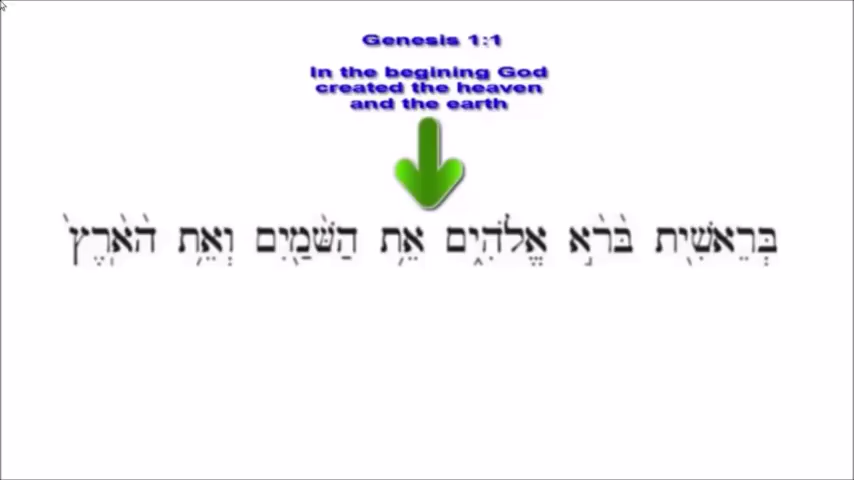 Genesis 1:1
In the begining God
created the heaven
and the earth
בְּרֵאשִׁ֖ית בָּרָ֣א אֱלֹהִ֑ים אֵ֥ת הַשָּׁמַ֖יִם וְאֵ֥ת הָאָֽרֶץ